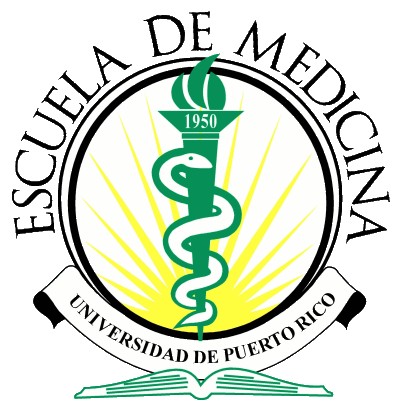 ESCUELA DE MEDICINA
1950
UNIVERSIDAD DE PUERTO RICO